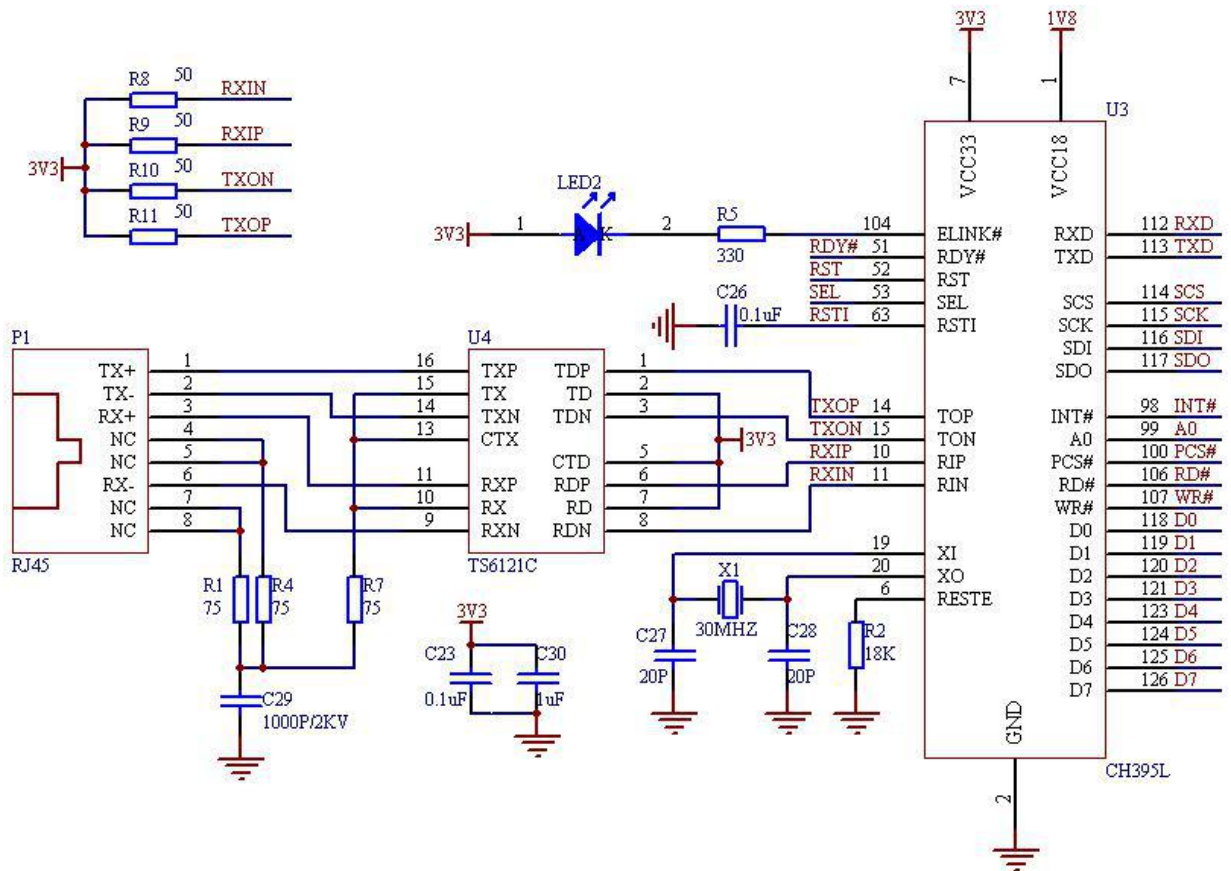 3V3 1V8
7 1
U3
VCC33 VCC18
R8 50 RXIN
R9 50 RXIP
R10 50 TXON
R11 50 TXOP
3V3
LED2
3V3 1 A K 2 R5 330 104 ELINK#
RDY# 51 RDY#
RST 52 RST
SEL 53 SEL
RSTI 63 RSTI
C26 0.1uF
RXD 112 RXD
TXD 113 TXD
SCS 114 SCS
SCK 115 SCK
SDI 116 SDI
SDO 117 SDO
INT# 98 INT#
A0 99 A0
PCS# 100 PCS#
RD# 106 RD#
WR# 107 WR#
D0 118 D0
D1 119 D1
D2 120 D2
D3 121 D3
D4 123 D4
D5 124 D5
D6 125 D6
D7 126 D7
P1
TX+ 1
TX- 2
RX+ 3
NC 4
NC 5
RX- 6
NC 7
NC 8
RJ45
U4
16 TXP TDP 1
15 TX TD 2
14 TXN TDN 3
13 CTX
CTD 5
11 RXP RDP 6
10 RX RD 7
9 RXN RDN 8
TS6121C
3V3
TXOP 14 TOP
TXON 15 TON
RXIP 10 RIP
RXIN 11 RIN
19 XI
20 XO
6 RESTE
X1
30MHZ
C27 20P
C28 20P
R2 18K
R1 75
R4 75
R7 75
C29
1000P/2KV
3V3
C23 0.1uF
C30 1uF
GND
2
CH395L